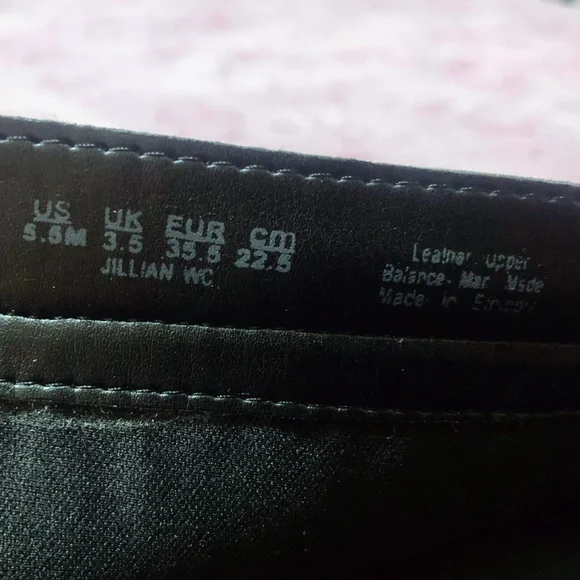 US UK EUR cm
5.5M 3.5 35.5 22.5
JILLIAN WC
Leather upper
Balance Man Made
Made in